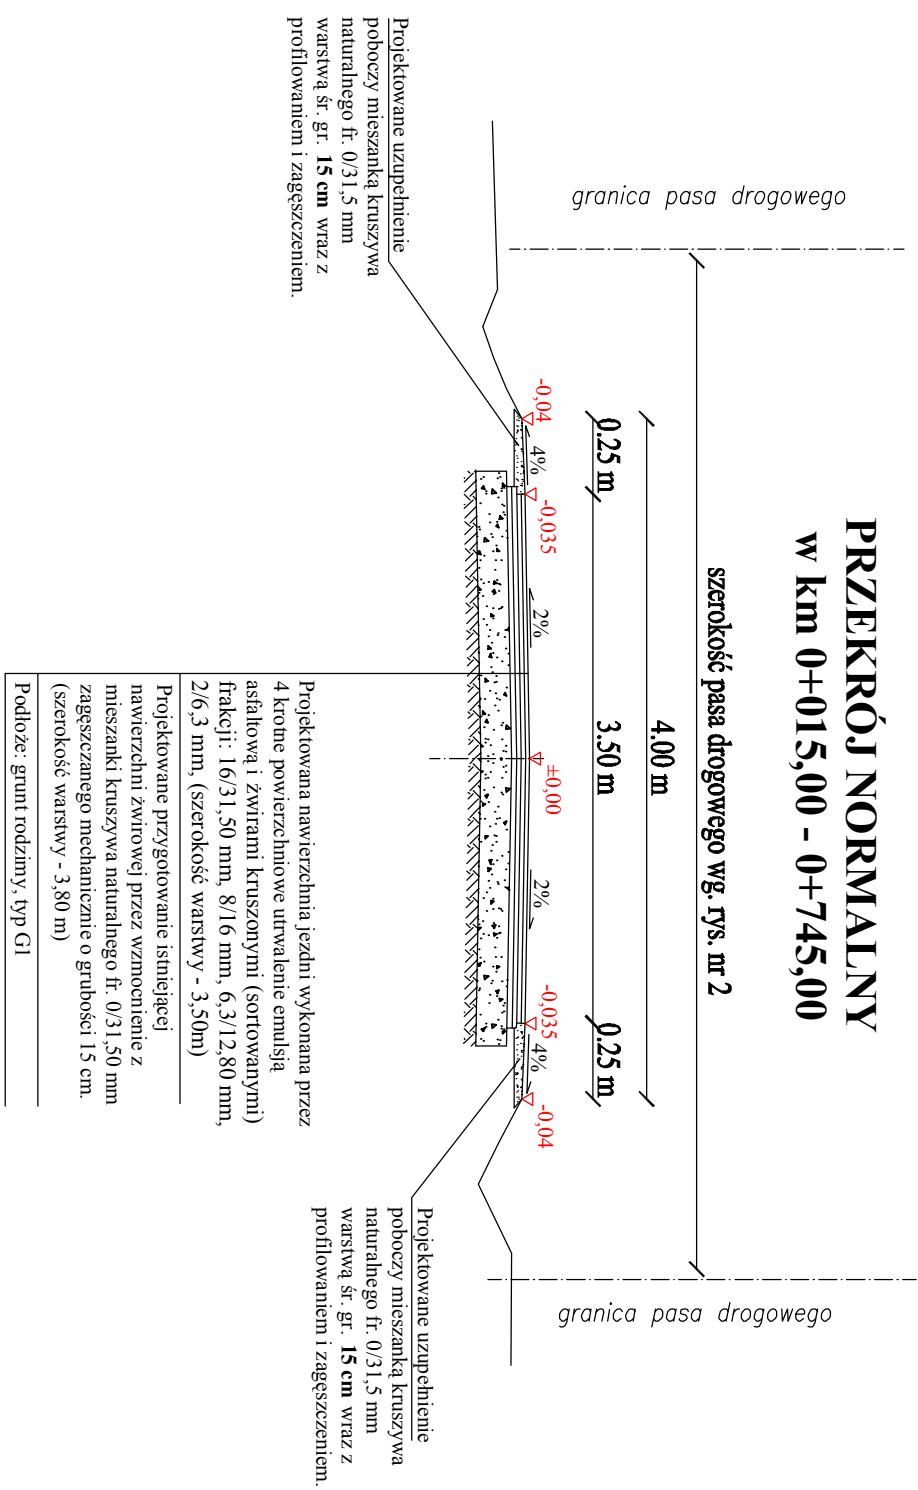 PRZEKRÓJ NORMALNY
w km 0+015,00 - 0+745,00
granica pasa drogowego
szerokość pasa drogowego wg. rys. nr 2
granica pasa drogowego
4.00 m
0.25 m
3.50 m
0.25 m
-0,04
4%
-0,035
2%
±0,00
2%
-0,035
4%
-0,04
Projektowane uzupełnienie
poboczy mieszanką kruszywa
naturalnego fr. 0/31,5 mm
warstwą śr. gr. 15 cm wraz z
profilowaniem i zagęszczeniem.
Projektowana nawierzchnia jezdni wykonana przez
4 krotne powierzchniowe utrwalenie emulsją
asfaltową i żwirami kruszonymi (sortowanymi)
frakcji: 16/31,50 mm, 8/16 mm, 6,3/12,80 mm,
2/6,3 mm, (szerokość warstwy - 3,50m)
Projektowane przygotowanie istniejącej
nawierzchni żwirowej przez wzmocnienie z
mieszanki kruszywa naturalnego fr. 0/31,50 mm
zagęszczanego mechanicznie o grubości 15 cm.
(szerokość warstwy - 3,80 m)
Podłoże: grunt rodzimy, typ G1
Projektowane uzupełnienie
poboczy mieszanką kruszywa
naturalnego fr. 0/31,5 mm
warstwą śr. gr. 15 cm wraz z
profilowaniem i zagęszczeniem.